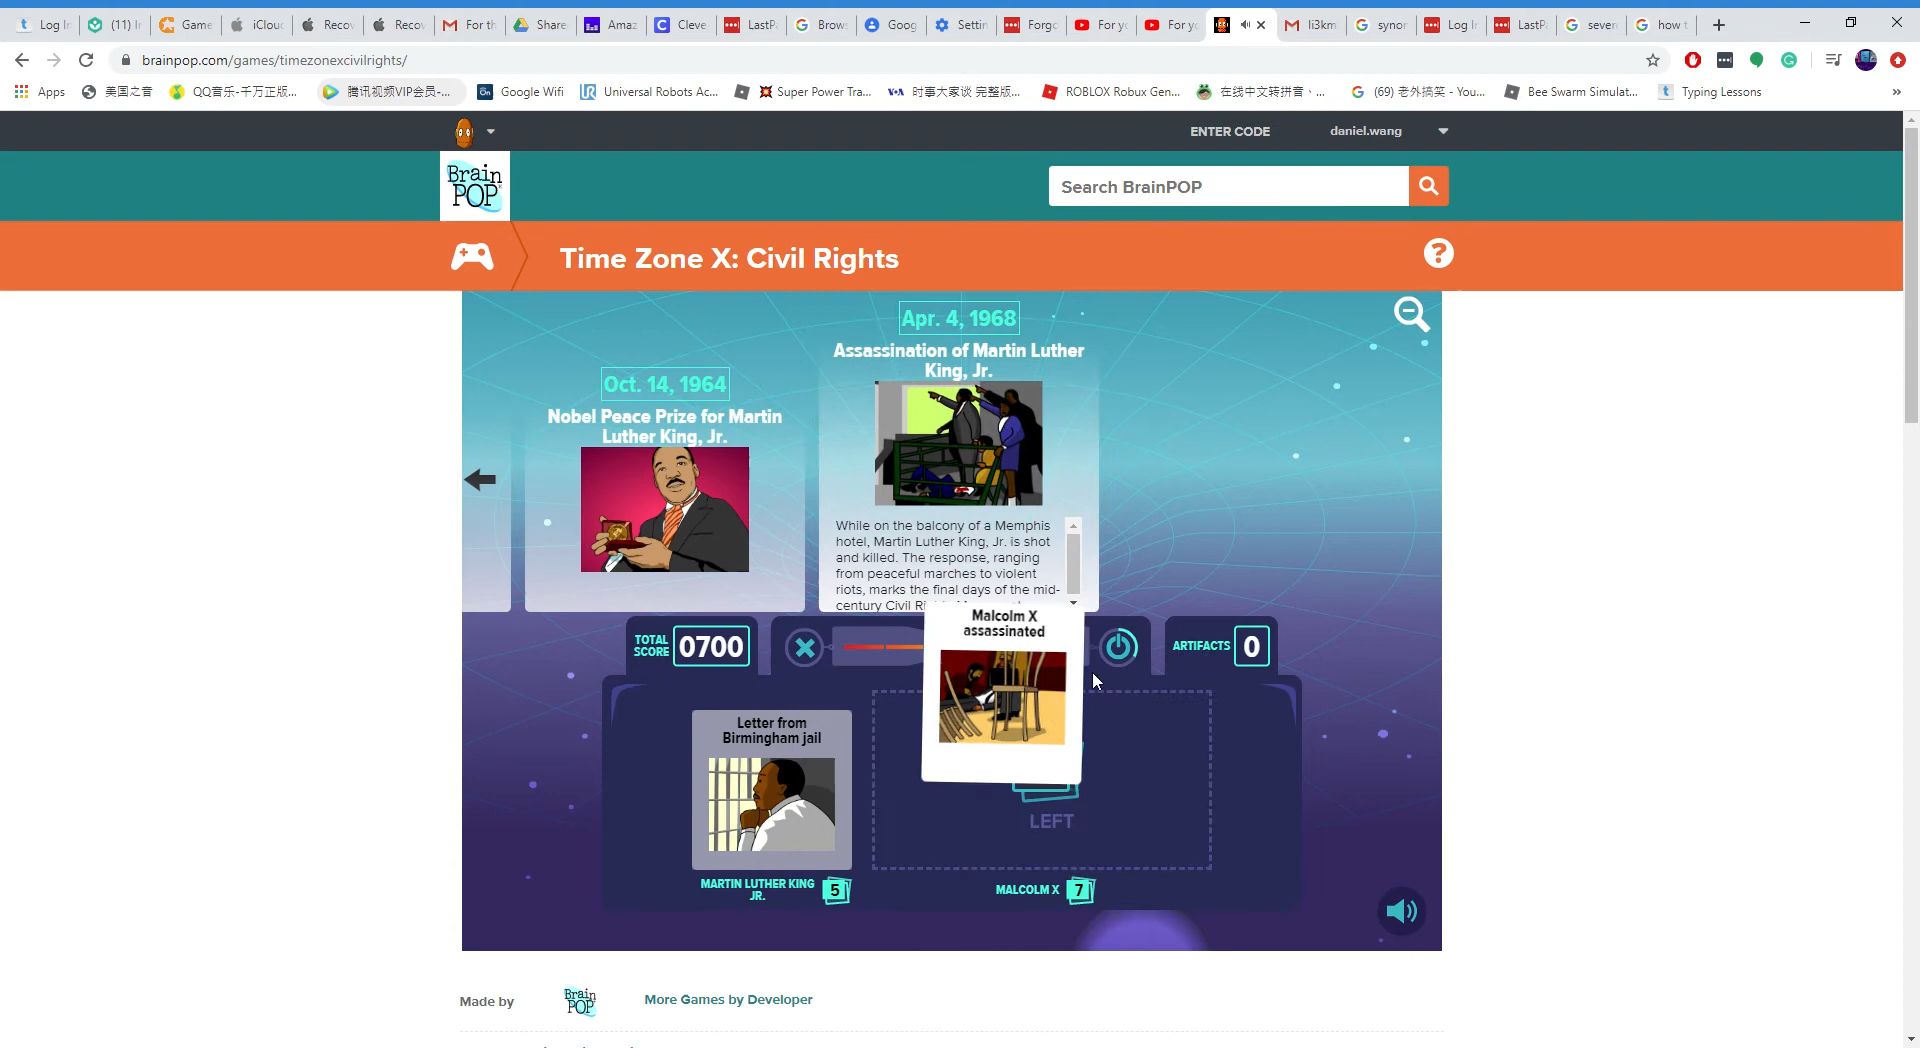 Log In
(11) I
Game
iCloud
Recov
Recov
For th
Share
Amaz
Cleve
LastP
Brows
Goog
Settin
Forgo
For yo
For yo
li3km
synor
Log In
LastP
sever
how t
brainpop.com/games/timezonexcivilrights/
Apps
美国之音
QQ音乐-千万正版...
腾讯视频VIP会员-...
Google Wifi
Universal Robots Ac...
Super Power Tra...
时事大家谈 完整版...
ROBLOX Robux Gen...
在线中文转拼音、...
(69) 老外搞笑 - You...
Bee Swarm Simulat...
Typing Lessons
»
ENTER CODE
daniel.wang
Brain
POP
Search BrainPOP
Time Zone X: Civil Rights
?
Apr. 4, 1968
Assassination of Martin Luther
King, Jr.
Oct. 14, 1964
Nobel Peace Prize for Martin
Luther King, Jr.
While on the balcony of a Memphis
hotel, Martin Luther King, Jr. is shot
and killed. The response, ranging
from peaceful marches to violent
riots, marks the final days of the mid-
century Civil Ri
Malcolm X
assassinated
TOTAL
SCORE
0700
ARTIFACTS
0
Letter from
Birmingham jail
LEFT
MARTIN LUTHER KING
JR.
5
MALCOLM X
7
Made by
Brain
POP
More Games by Developer